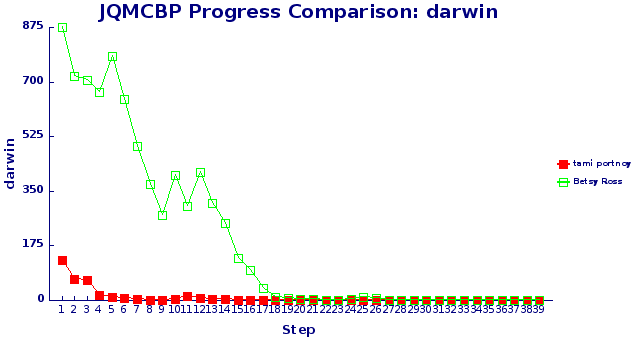 JQMCBP Progress Comparison: darwin
875
700
525
350
175
0
darwin
1 2 3 4 5 6 7 8 9 10 11 12 13 14 15 16 17 18 19 20 21 22 23 24 25 26 27 28 29 30 31 32 33 34 35 36 37 38 39
Step
tami portnoy
Betsy Ross